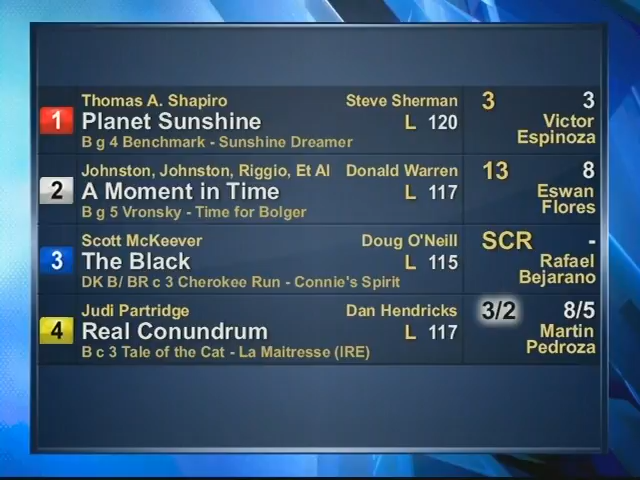 Thomas A. Shapiro Steve Sherman 3 3
1 Planet Sunshine L 120 Victor
B g 4 Benchmark - Sunshine Dreamer Espinoza
Johnston, Johnston, Riggio, Et Al Donald Warren 13 8
2 A Moment in Time L 117 Eswan
B g 5 Vronsky - Time for Bolger Flores
Scott McKeever Doug O'Neill SCR -
3 The Black L 115 Rafael
DK B/ BR c 3 Cherokee Run - Connie's Spirit Bejarano
Judi Partridge Dan Hendricks 3/2 8/5
4 Real Conundrum L 117 Martin
B c 3 Tale of the Cat - La Maitresse (IRE) Pedroza